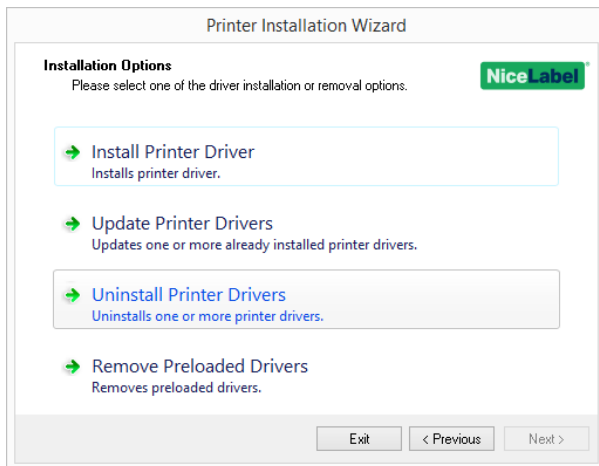 Printer Installation Wizard
Installation Options
Please select one of the driver installation or removal options.
NiceLabel
Install Printer Driver
Installs printer driver.
Update Printer Drivers
Updates one or more already installed printer drivers.
Uninstall Printer Drivers
Uninstalls one or more printer drivers.
Remove Preloaded Drivers
Removes preloaded drivers.
Exit
< Previous
Next >